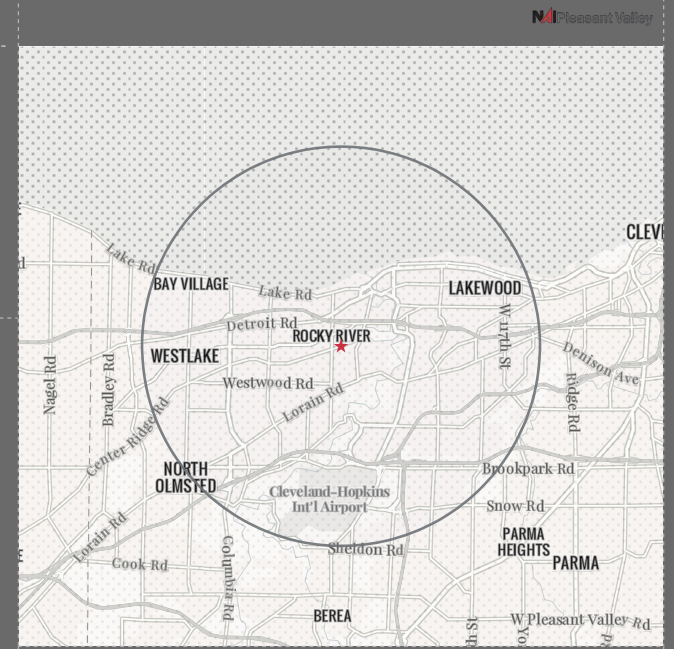 NAI Pleasant Valley
CLEV
Lake Rd
BAY VILLAGE
Lake Rd
LAKEWOOD
Detroit Rd
W 117th St
ROCKY RIVER
WESTLAKE
Denison Ave
Nagel Rd
Bradley Rd
Westwood Rd
Lorain Rd
Ridge Rd
Center Ridge Rd
NORTH
OLMSTED
Brookpark Rd
Cleveland-Hopkins
Int'l Airport
Snow Rd
Lorain Rd
PARMA
HEIGHTS
Sheldon Rd
Cook Rd
PARMA
Columbia Rd
BEREA
W Pleasant Valley Rd